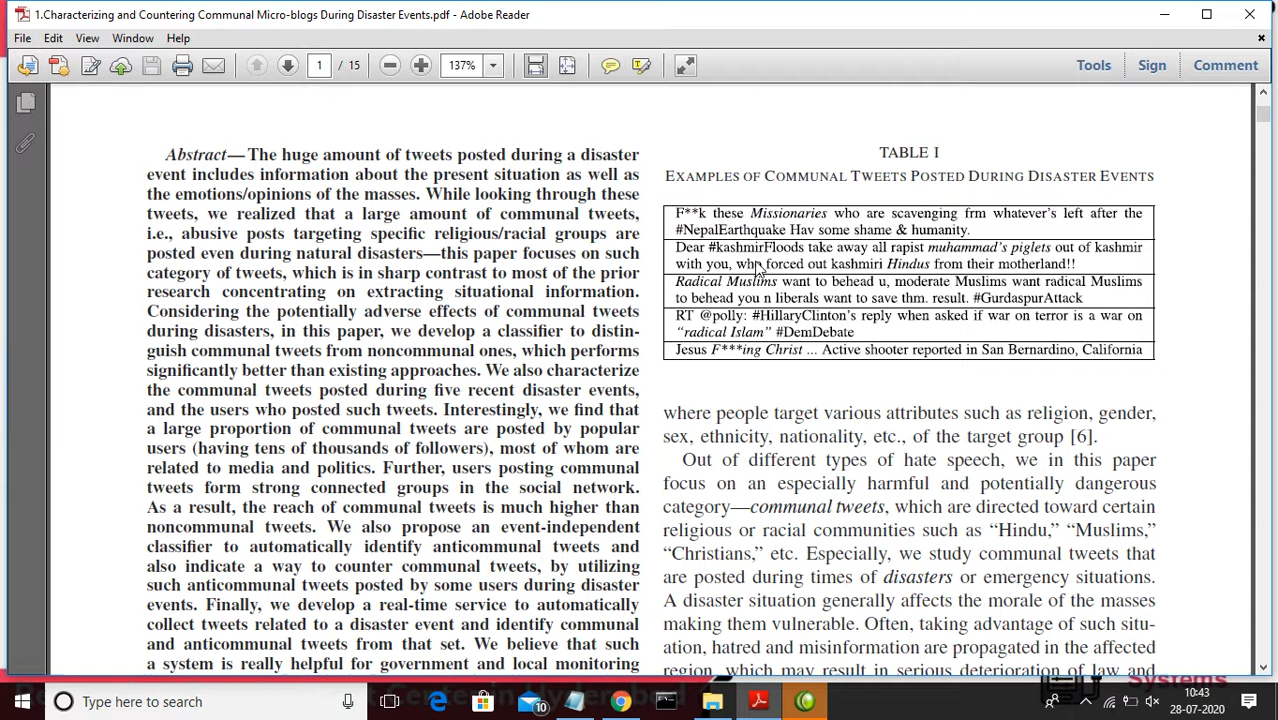 1.Characterizing and Countering Communal Micro-blogs During Disaster Events.pdf - Adobe Reader
File Edit View Window Help
1 / 15 137% Tools Sign Comment
Abstract—The huge amount of tweets posted during a disaster
event includes information about the present situation as well as
the emotions/opinions of the masses. While looking through these
tweets, we realized that a large amount of communal tweets,
i.e., abusive posts targeting specific religious/racial groups are
posted even during natural disasters—this paper focuses on such
category of tweets, which is in sharp contrast to most of the prior
research concentrating on extracting situational information.
Considering the potentially adverse effects of communal tweets
during disasters, in this paper, we develop a classifier to distin-
guish communal tweets from noncommunal ones, which performs
significantly better than existing approaches. We also characterize
the communal tweets posted during five recent disaster events,
and the users who posted such tweets. Interestingly, we find that
a large proportion of communal tweets are posted by popular
users (having tens of thousands of followers), most of whom are
related to media and politics. Further, users posting communal
tweets form strong connected groups in the social network.
As a result, the reach of communal tweets is much higher than
noncommunal tweets. We also propose an event-independent
classifier to automatically identify anticommunal tweets and
also indicate a way to counter communal tweets, by utilizing
such anticommunal tweets posted by some users during disaster
events. Finally, we develop a real-time service to automatically
collect tweets related to a disaster event and identify communal
and anticommunal tweets from that set. We believe that such
a system is really helpful for government and local monitoring
TABLE I
EXAMPLES OF COMMUNAL TWEETS POSTED DURING DISASTER EVENTS
F**k these Missionaries who are scavenging frm whatever's left after the
#NepalEarthquake Hav some shame & humanity.
Dear #kashmirFloods take away all rapist muhammad's piglets out of kashmir
with you, who forced out kashmiri Hindus from their motherland!!
Radical Muslims want to behead u, moderate Muslims want radical Muslims
to behead you n liberals want to save thm. result. #GurdaspurAttack
RT @polly: #HillaryClinton's reply when asked if war on terror is a war on
"radical Islam" #DemDebate
Jesus F***ing Christ ... Active shooter reported in San Bernardino, California
where people target various attributes such as religion, gender,
sex, ethnicity, nationality, etc., of the target group [6].
Out of different types of hate speech, we in this paper
focus on an especially harmful and potentially dangerous
category—communal tweets, which are directed toward certain
religious or racial communities such as "Hindu," "Muslims,"
"Christians," etc. Especially, we study communal tweets that
are posted during times of disasters or emergency situations.
A disaster situation generally affects the morale of the masses
making them vulnerable. Often, taking advantage of such situ-
ation, hatred and misinformation are propagated in the affected
region, which may result in serious deterioration of law and
Systems
Type here to search
10
10:43
28-07-2020